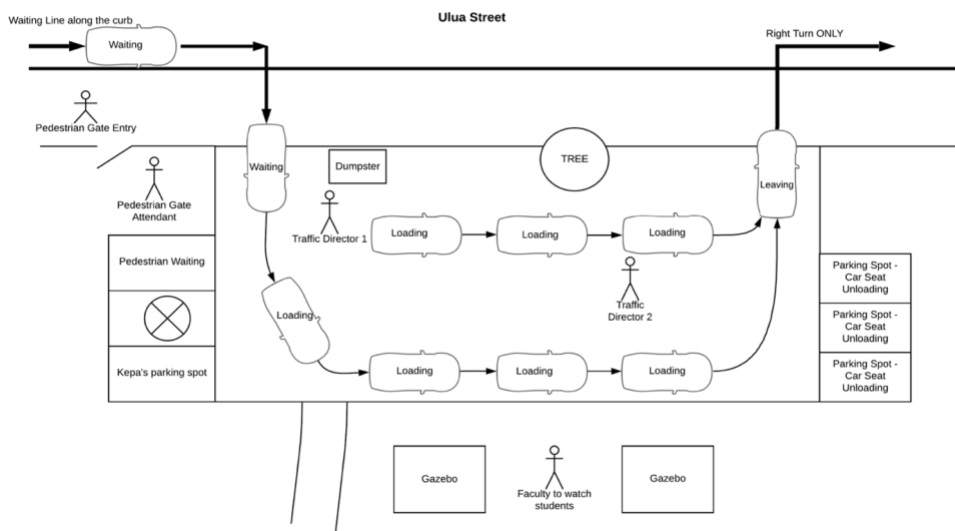 Ulua Street
Waiting Line along the curb
Waiting
Right Turn ONLY
Pedestrian Gate Entry
Waiting
Dumpster
TREE
Leaving
Pedestrian Gate
Attendant
Traffic Director 1
Loading
Loading
Loading
Pedestrian Waiting
Traffic
Director 2
Parking Spot -
Car Seat
Unloading
Loading
Parking Spot -
Car Seat
Unloading
Kepa's parking spot
Loading
Loading
Loading
Parking Spot -
Car Seat
Unloading
Gazebo
Faculty to watch
students
Gazebo